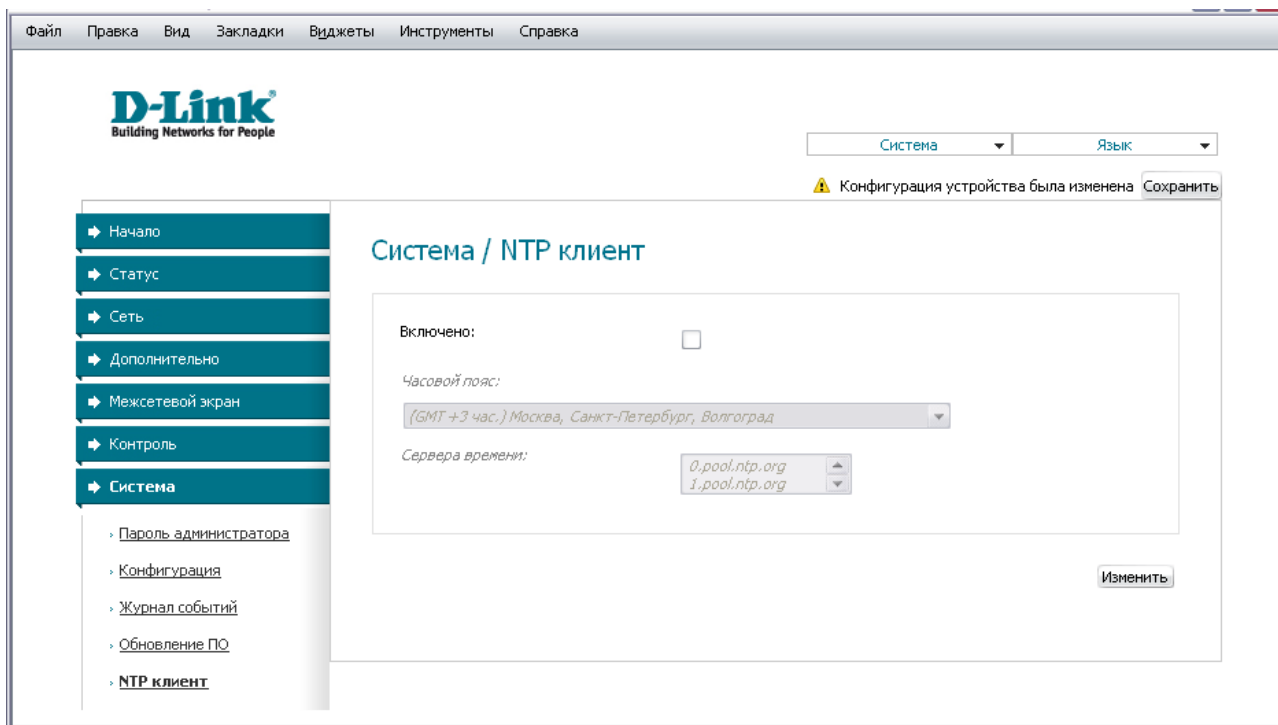 Файл Правка Вид Закладки Виджеты Инструменты Справка
D-Link®
Building Networks for People
Система Язык
Конфигурация устройства была изменена Сохранить
Начало
Статус
Сеть
Дополнительно
Межсетевой экран
Контроль
Система
Пароль администратора
Конфигурация
Журнал событий
Обновление ПО
NTP клиент
Система / NTP клиент
Включено:
Часовой пояс:
(GMT +3 час.) Москва, Санкт-Петербург, Волгоград
Сервера времени:
0.pool.ntp.org
1.pool.ntp.org
Изменить